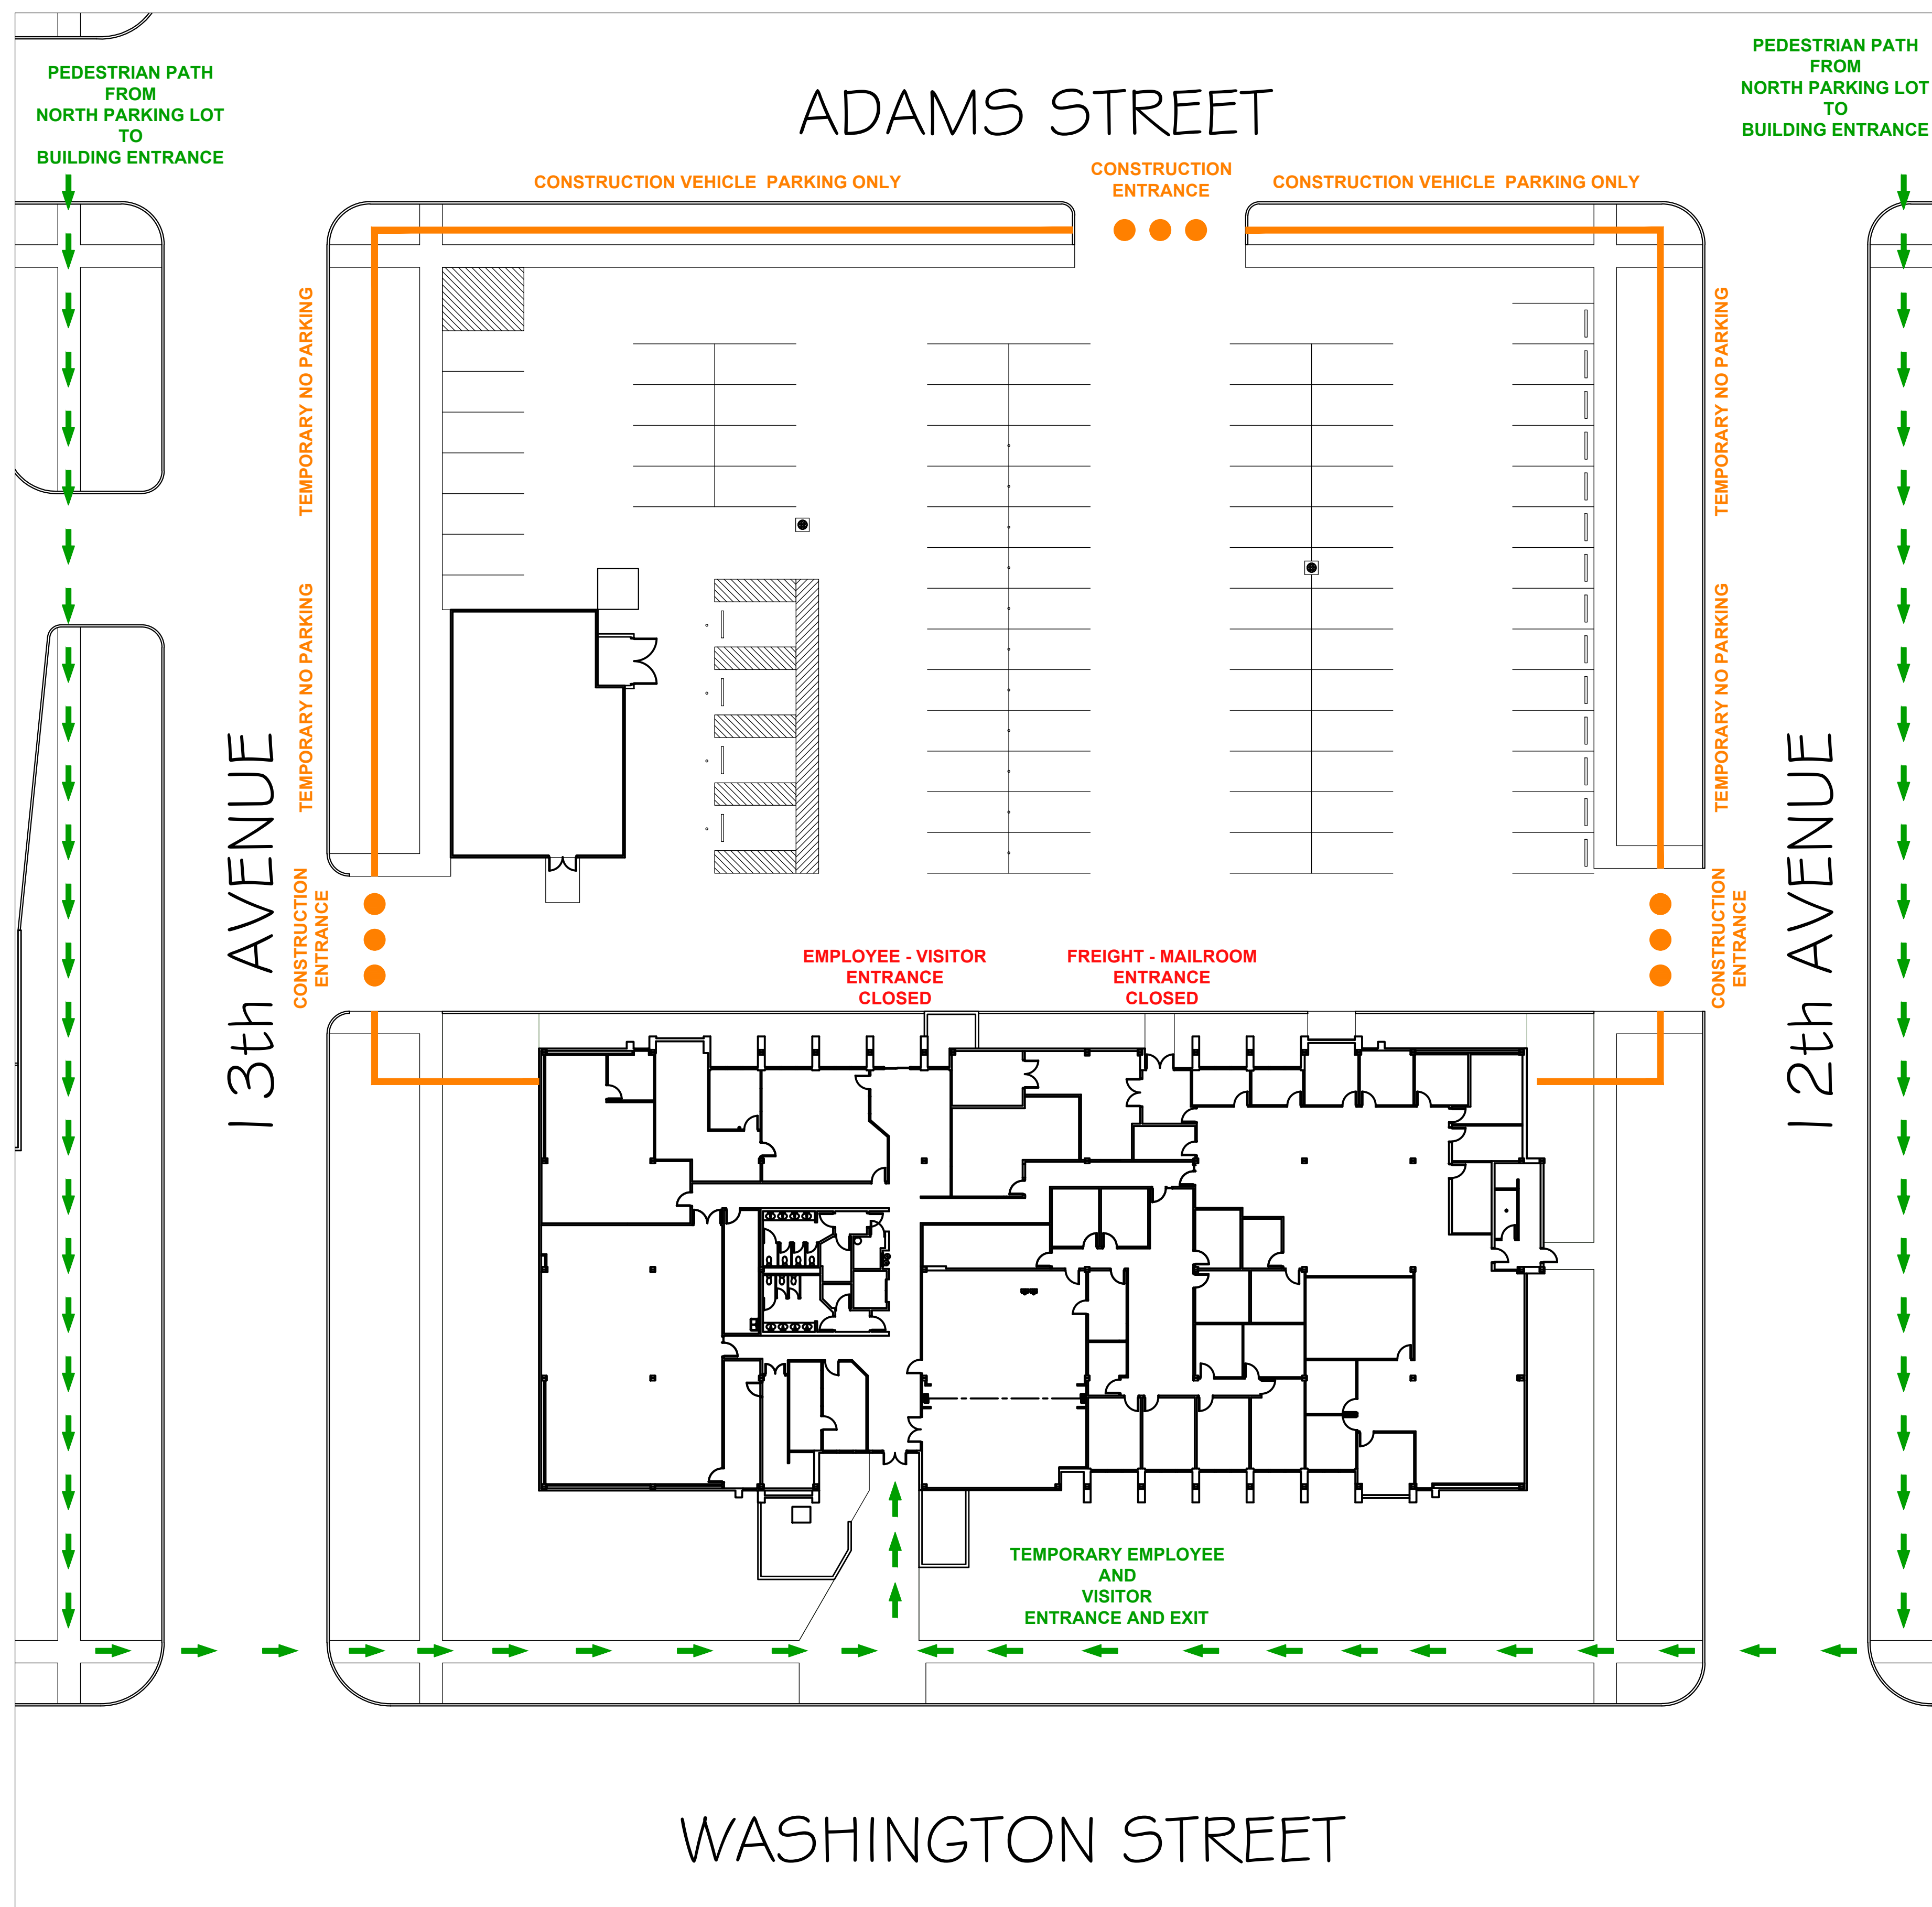 PEDESTRIAN PATH
FROM
NORTH PARKING LOT
TO
BUILDING ENTRANCE
PEDESTRIAN PATH
FROM
NORTH PARKING LOT
TO
BUILDING ENTRANCE
ADAMS STREET
CONSTRUCTION VEHICLE PARKING ONLY
CONSTRUCTION
ENTRANCE
CONSTRUCTION VEHICLE PARKING ONLY
TEMPORARY NO PARKING
TEMPORARY NO PARKING
TEMPORARY NO PARKING
TEMPORARY NO PARKING
13th AVENUE
12th AVENUE
CONSTRUCTION
ENTRANCE
CONSTRUCTION
ENTRANCE
EMPLOYEE - VISITOR
ENTRANCE
CLOSED
FREIGHT - MAILROOM
ENTRANCE
CLOSED
TEMPORARY EMPLOYEE
AND
VISITOR
ENTRANCE AND EXIT
WASHINGTON STREET